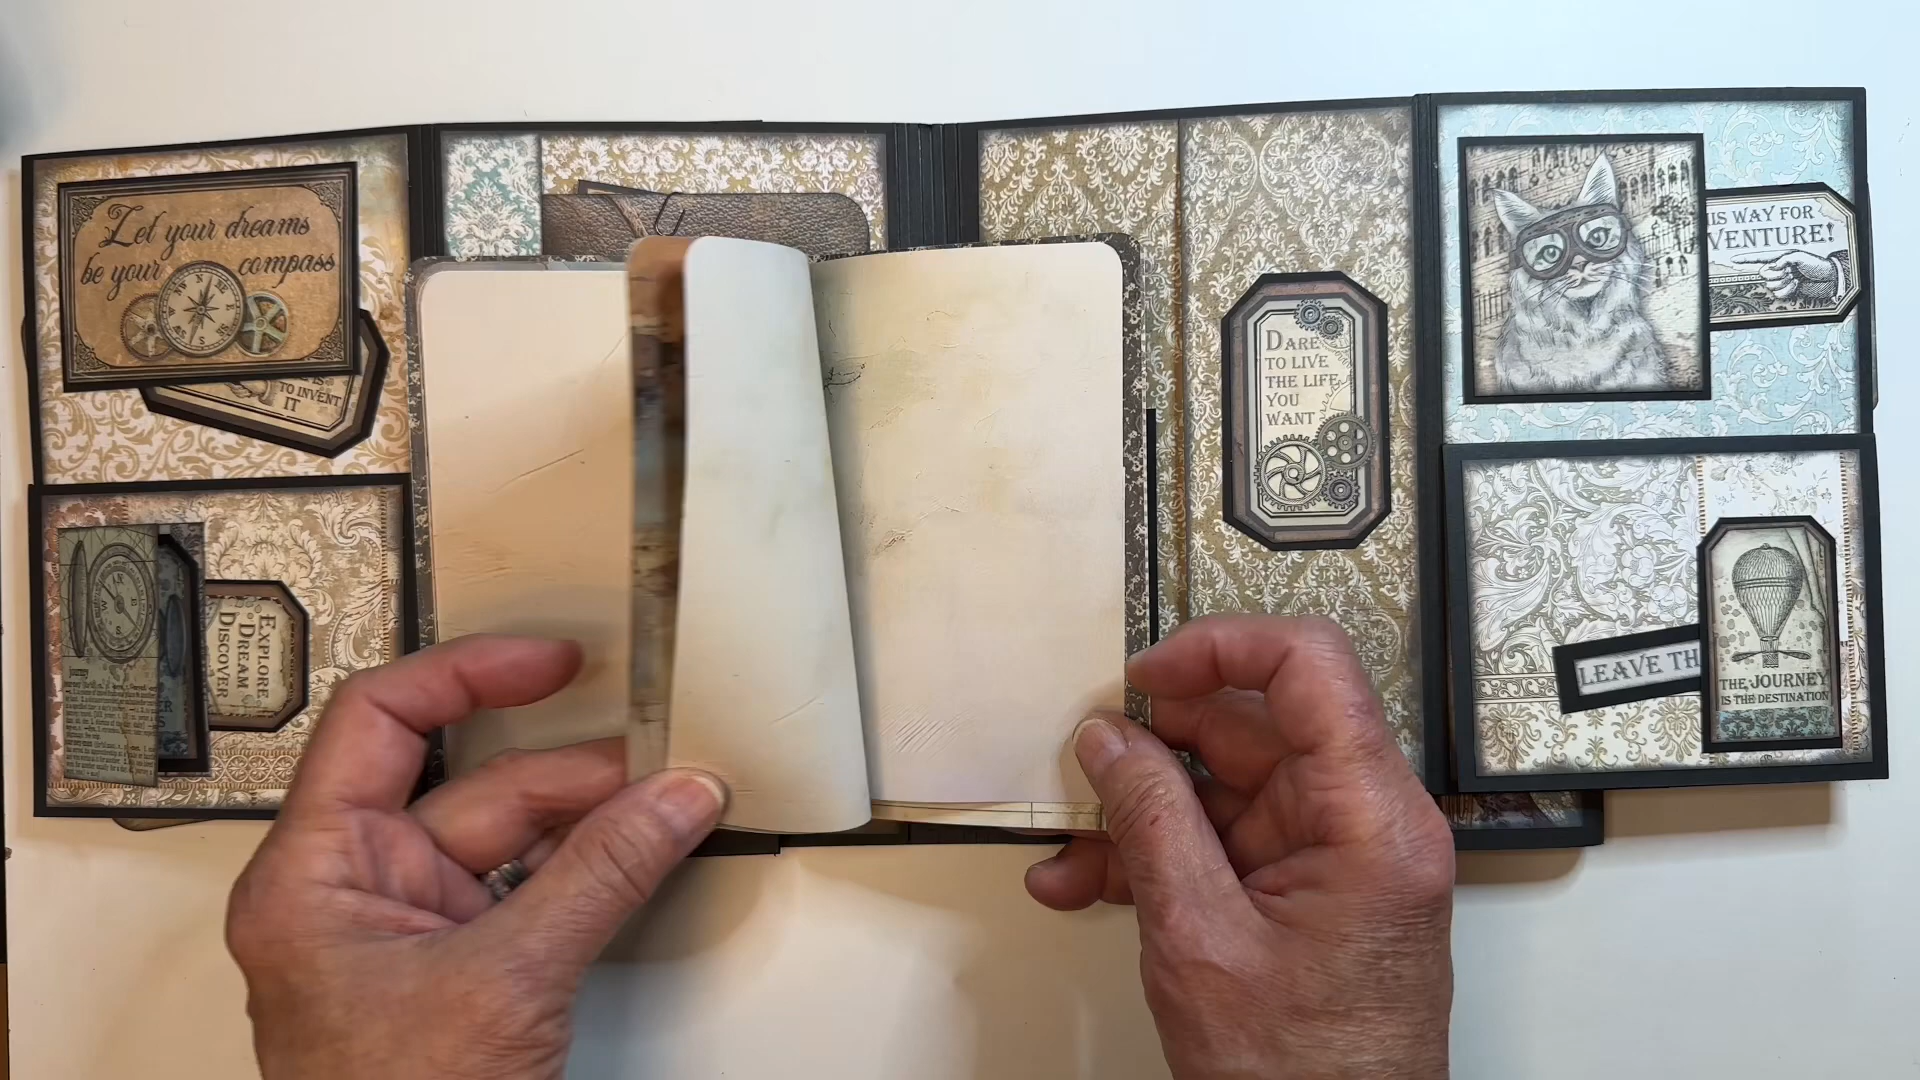 Let your dreams
be your compass
TO INVENT
IT
EXPLORE
DREAM
DISCOVER
journey
DARE
TO LIVE
THE LIFE
YOU
WANT
WAY FOR
VENTURE!
LEAVE TH
THE JOURNEY
IS THE DESTINATION